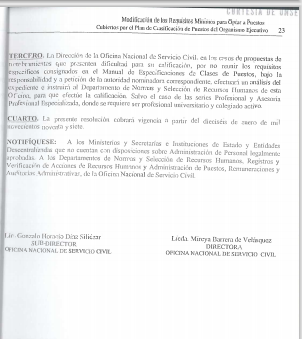 CORTESIA DE ONSEC
Modificación de los Requisitos Mínimos para Optar a Puestos
Cubiertos por el Plan de Clasificación de Puestos del Organismo Ejecutivo 23
TERCERO. La Dirección de la Oficina Nacional de Servicio Civil, en los casos de propuestas de
nombramientos que presenten dificultad para su calificación, por no reunir los requisitos
específicos consignados en el Manual de Especificaciones de Clases de Puestos, bajo la
responsabilidad y a petición de la autoridad nominadora correspondiente, efectuará un análisis del
expediente e instruirá al Departamento de Normas y Selección de Recursos Humanos de esta
Oficina, para que efectúe la calificación. Salvo el caso de las series Profesional y Asesoría
Profesional Especializada, donde se requiere ser profesional universitario y colegiado activo.
CUARTO. La presente resolución cobrará vigencia a partir del dieciséis de enero de mil
novecientos noventa y siete.
NOTIFÍQUESE: A los Ministerios y Secretarías e Instituciones de Estado y Entidades
Descentralizadas que no cuentan con disposiciones sobre Administración de Personal legalmente
aprobadas. A los Departamentos de Normas y Selección de Recursos Humanos, Registros y
Verificación de Acciones de Recursos Humanos y Administración de Puestos, Remuneraciones y
Auditorías Administrativas, de la Oficina Nacional de Servicio Civil.
Lic. Gonzalo Horacio Díaz Silíezar
SUB-DIRECTOR
OFICINA NACIONAL DE SERVICIO CIVIL
Licda. Mireya Barrera de Velásquez
DIRECTORA
OFICINA NACIONAL DE SERVICIO CIVIL